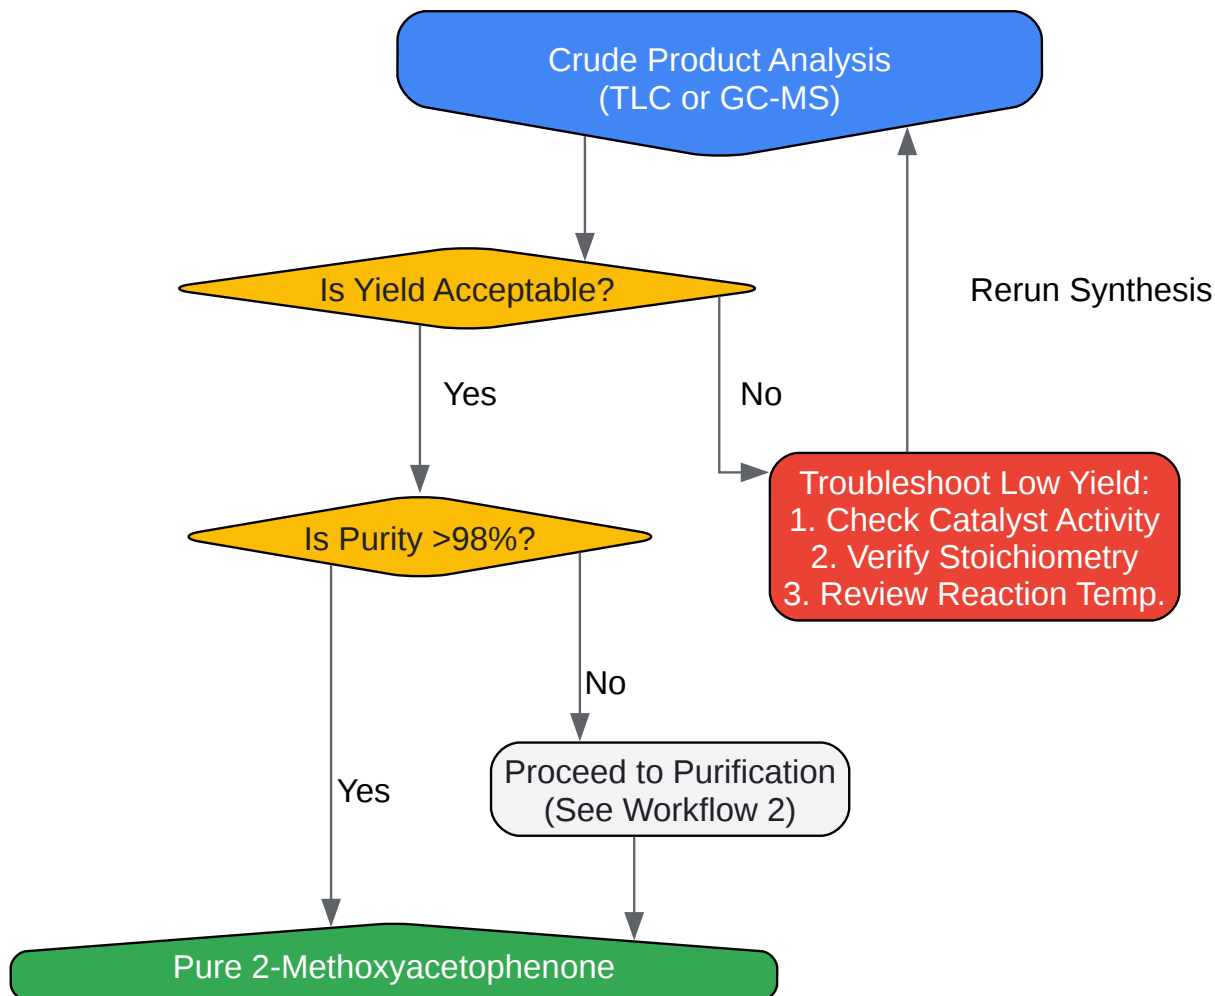 Crude Product Analysis
(TLC or GC-MS)
Is Yield Acceptable?
Rerun Synthesis
Yes
No
Troubleshoot Low Yield:
1. Check Catalyst Activity
2. Verify Stoichiometry
3. Review Reaction Temp.
Is Purity >98%?
No
Yes
Proceed to Purification
(See Workflow 2)
Pure 2-Methoxyacetophenone